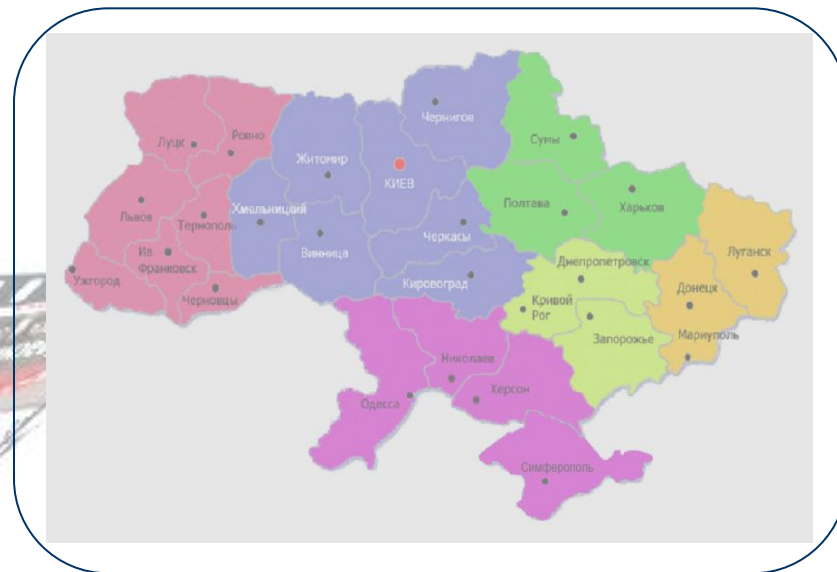 Чернигов
Луцк
Ровно
Сумы
Житомир
КИЕВ
Львов
Тернополь
Хмельницкий
Полтава
Харьков
Винница
Черкасы
Ив.
Франковск
Ужгород
Черновцы
Кировоград
Днепропетровск
Луганск
Кривой
Рог
Донецк
Запорожье
Мариуполь
Николаев
Одесса
Херсон
Симферополь